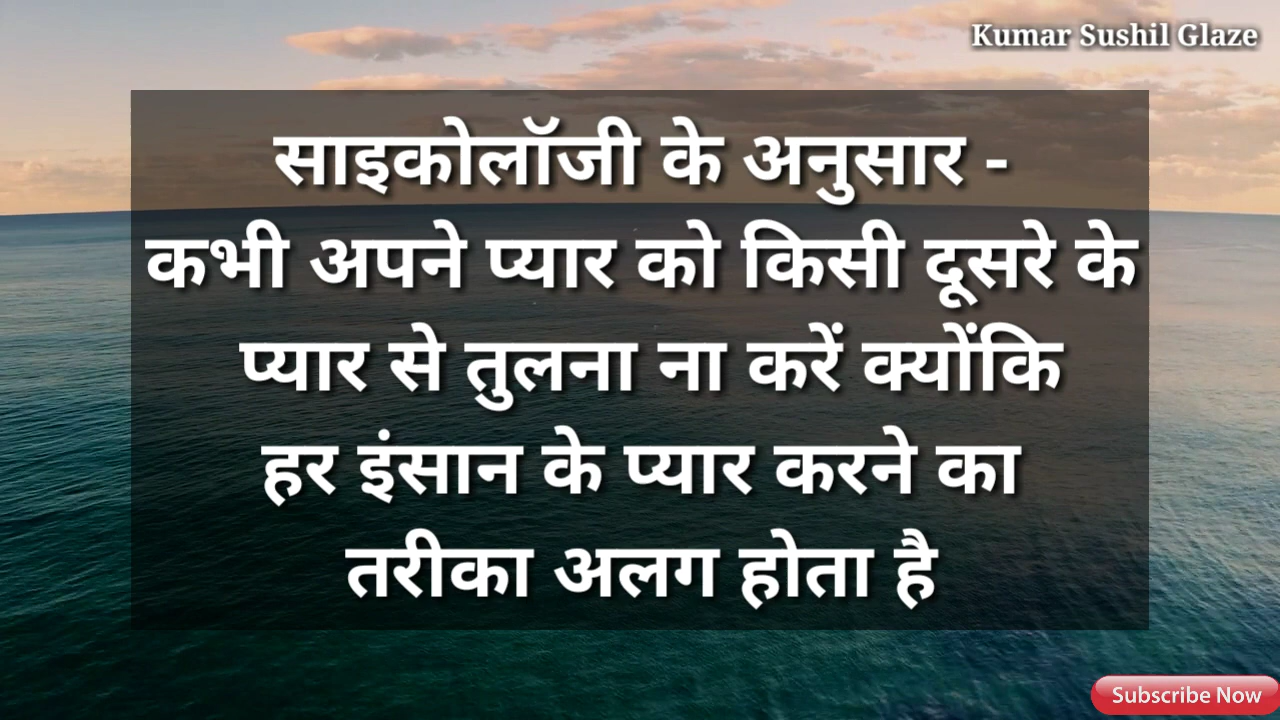 Kumar Sushil Glaze
साइकोलॉजी के अनुसार -
कभी अपने प्यार को किसी दूसरे के
प्यार से तुलना ना करें क्योंकि
हर इंसान के प्यार करने का
तरीका अलग होता है
Subscribe Now